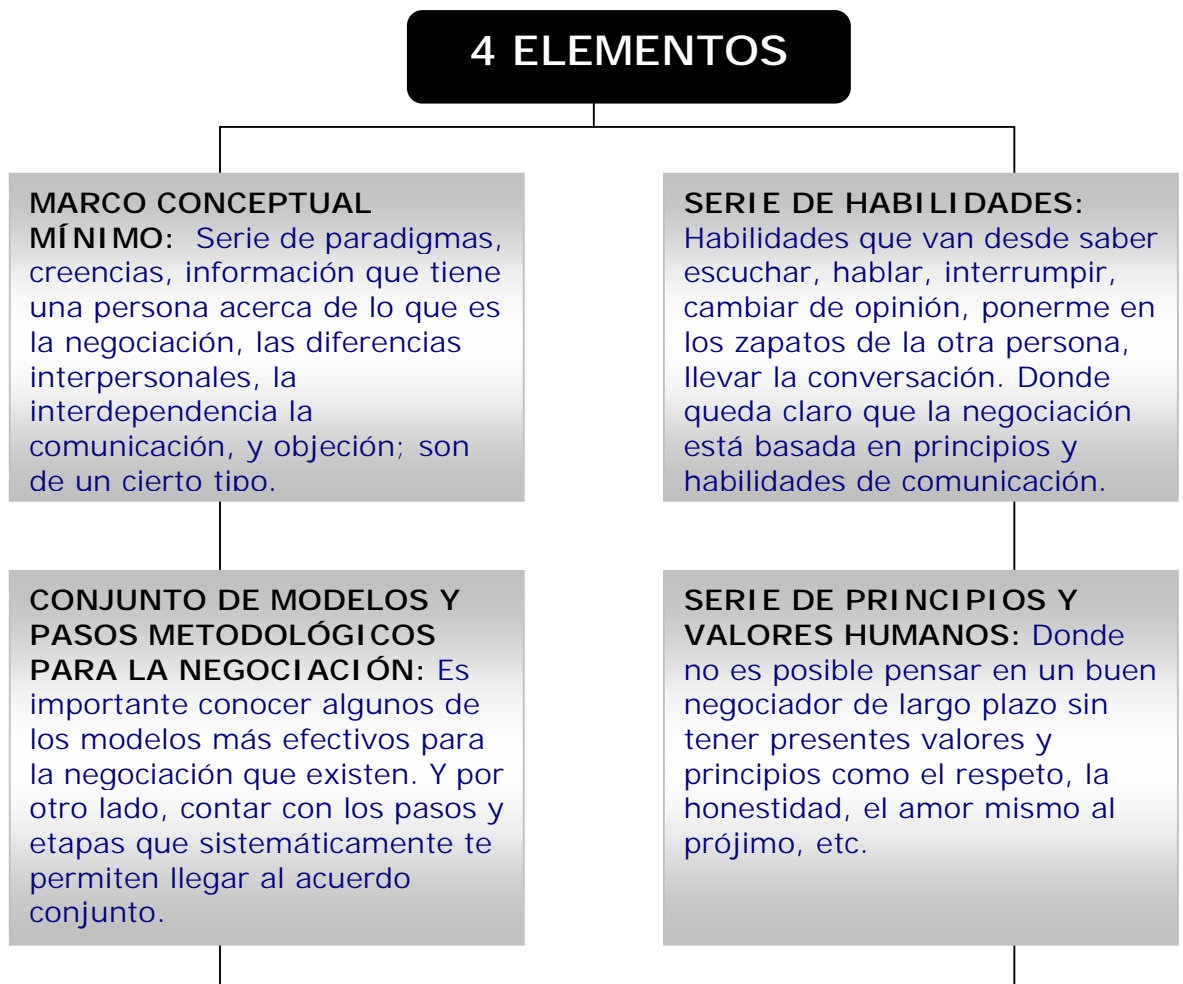 4 ELEMENTOS
MARCO CONCEPTUAL
MÍNIMO: Serie de paradigmas,
creencias, información que tiene
una persona acerca de lo que es
la negociación, las diferencias
interpersonales, la
interdependencia la
comunicación, y objeción; son
de un cierto tipo.
SERIE DE HABILIDADES:
Habilidades que van desde saber
escuchar, hablar, interrumpir,
cambiar de opinión, ponerme en
los zapatos de la otra persona,
llevar la conversación. Donde
queda claro que la negociación
está basada en principios y
habilidades de comunicación.
CONJUNTO DE MODELOS Y
PASOS METODOLÓGICOS
PARA LA NEGOCIACIÓN: Es
importante conocer algunos de
los modelos más efectivos para
la negociación que existen. Y por
otro lado, contar con los pasos y
etapas que sistemáticamente te
permiten llegar al acuerdo
conjunto.
SERIE DE PRINCIPIOS Y
VALORES HUMANOS: Donde
no es posible pensar en un buen
negociador de largo plazo sin
tener presentes valores y
principios como el respeto, la
honestidad, el amor mismo al
prójimo, etc.